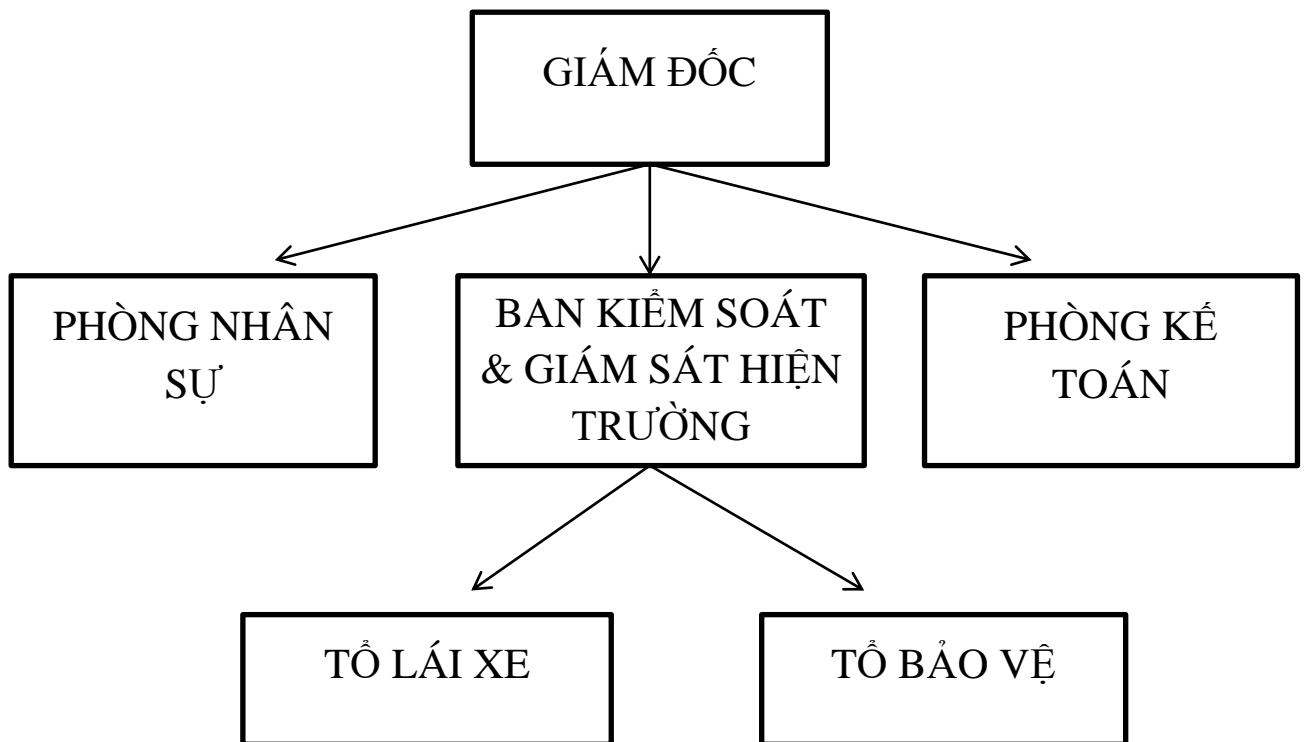 GIÁM ĐỐC
PHÒNG NHÂN
SỰ
BAN KIỂM SOÁT
& GIÁM SÁT HIỆN
TRƯỜNG
PHÒNG KẾ
TOÁN
TỔ LÁI XE
TỔ BẢO VỆ